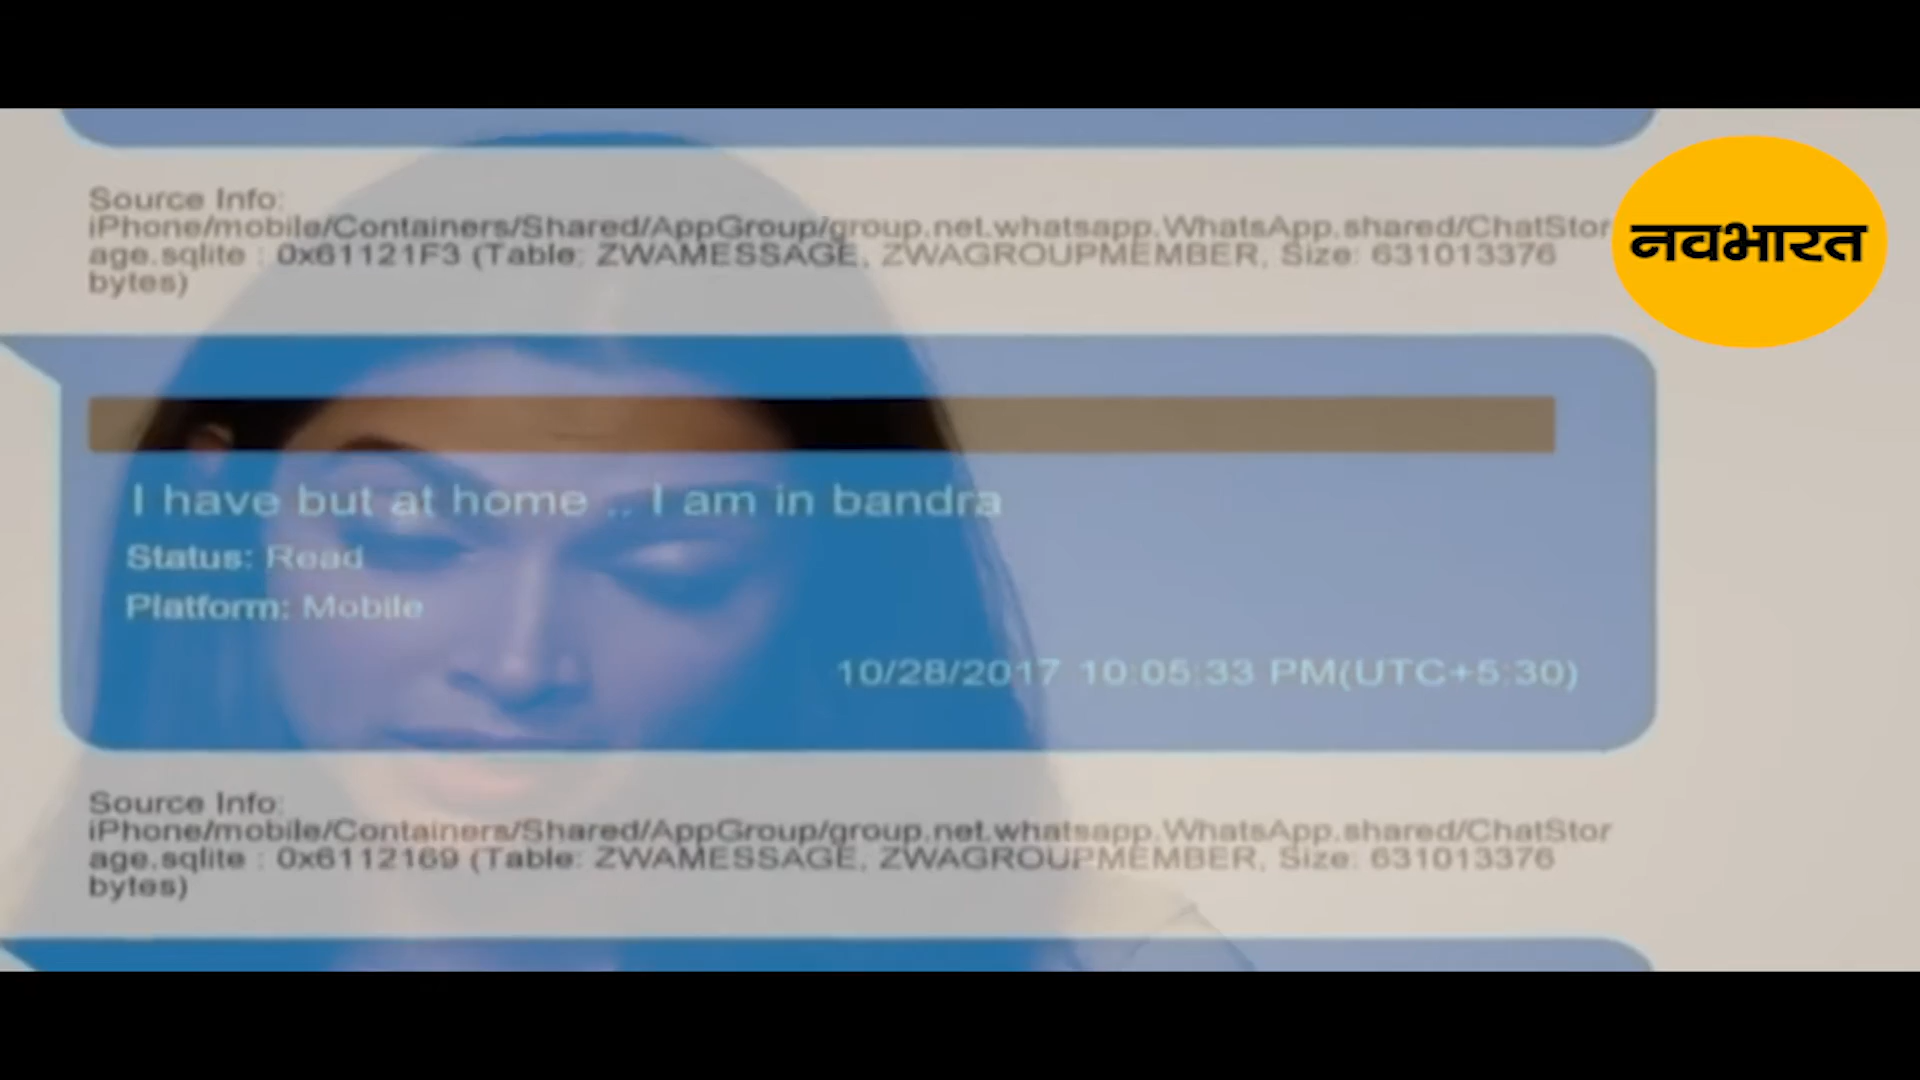 Source Info:
iPhone/mobile/Containers/Shared/AppGroup/group.net.whatsapp.WhatsApp.shared/ChatStor
age.sqlite : 0x61121F3 (Table: ZWAMESSAGE, ZWAGROUPMEMBER, Size: 631013376
bytes)
नवभारत
I have but at home .. I am in bandra
Status: Read
Platform: Mobile
10/28/2017 10:05:33 PM(UTC+5:30)
Source Info:
iPhone/mobile/Containers/Shared/AppGroup/group.net.whatsapp.WhatsApp.shared/ChatStor
age.sqlite : 0x6112169 (Table: ZWAMESSAGE, ZWAGROUPMEMBER, Size: 631013376
bytes)